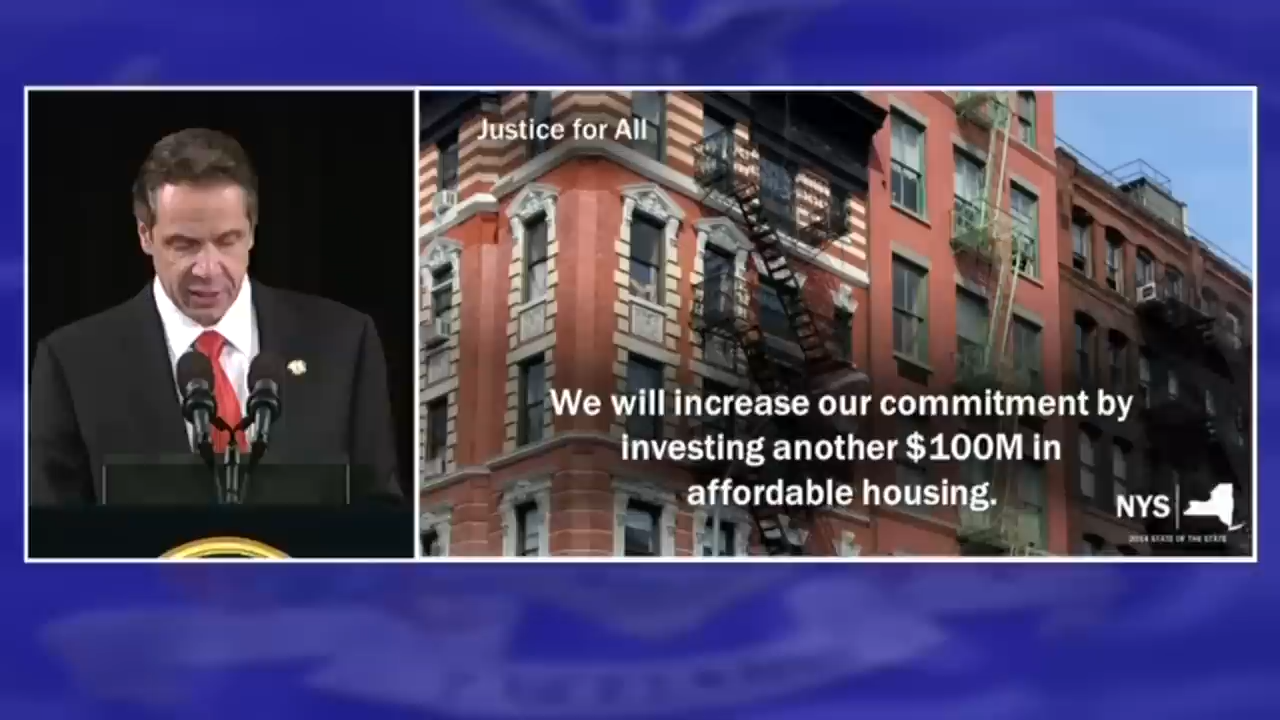 Justice for All
We will increase our commitment by
investing another $100M in
affordable housing.
NYS
2014 STATE OF THE STATE